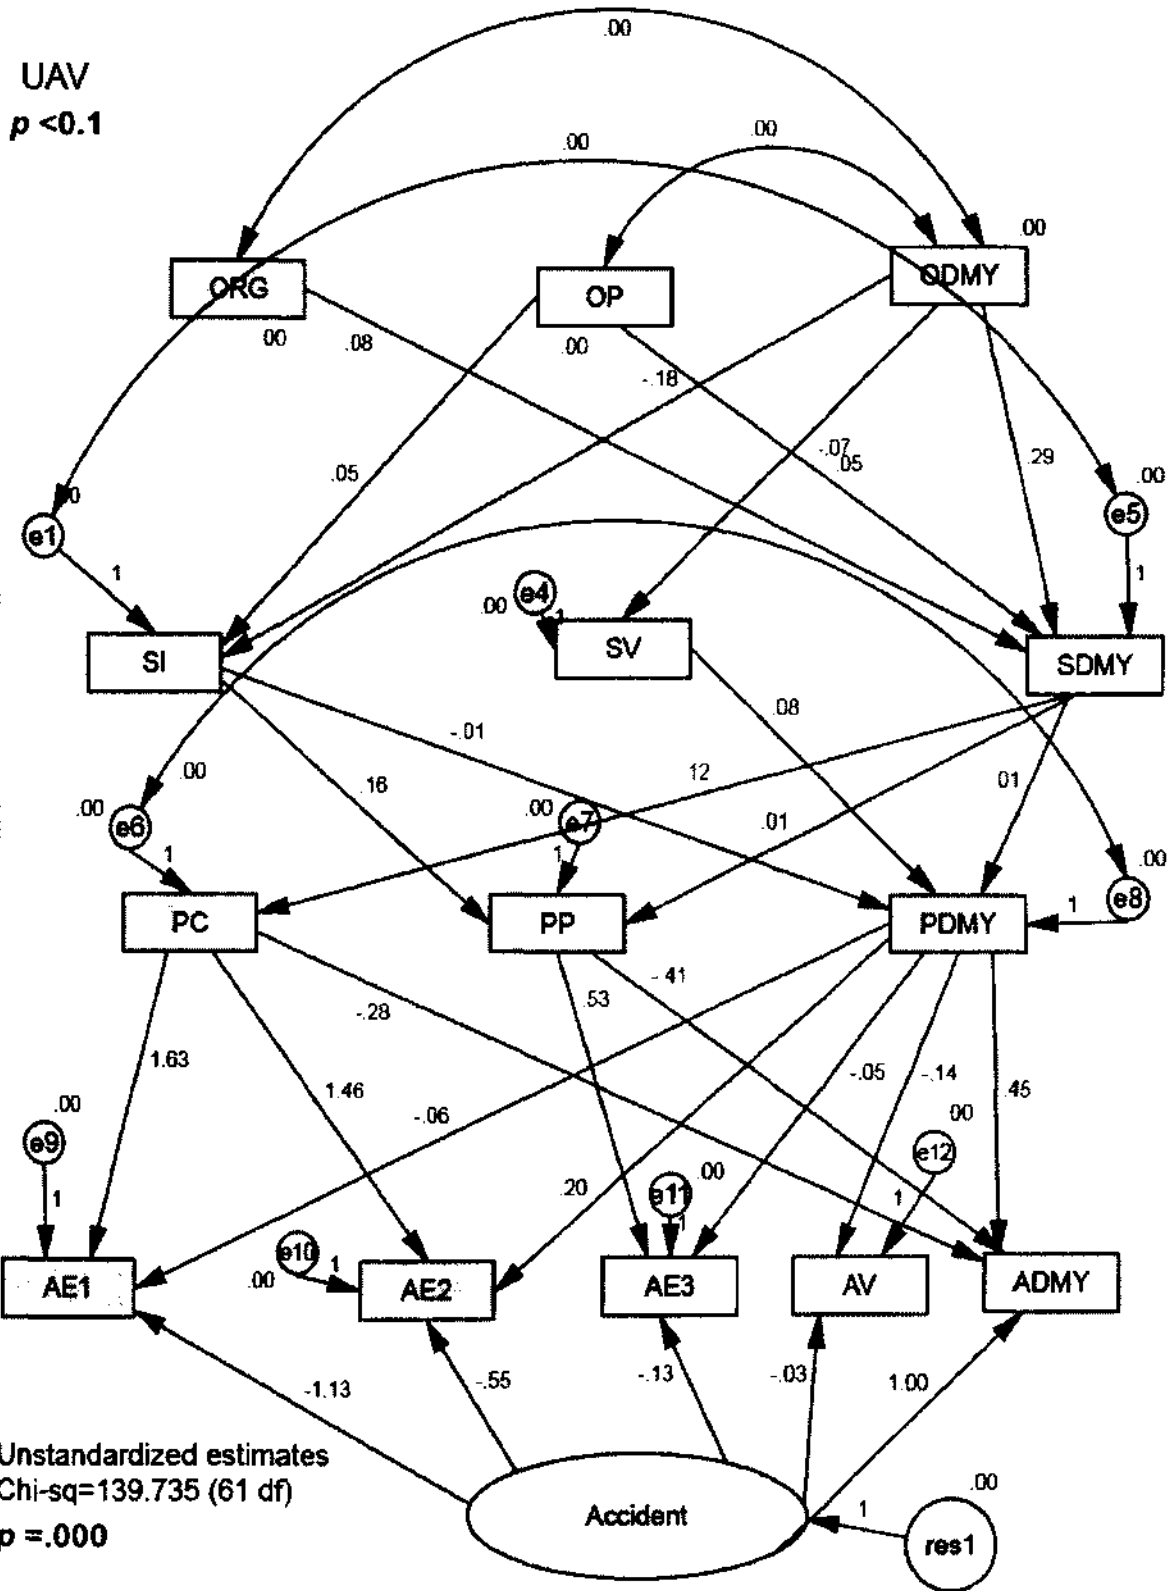 .00
UAV
p <0.1
.00
.00
.00
ORG
OP
ODMY
.00
.08
.00
-.18
.05
-.07
.05
.29
.00
e1
e5
1
e4
1
.00
1
SI
SV
SDMY
-.01
.08
.00
.16
.12
.01
.00
e6
.00
e7
.01
.00
1
1
e8
1
PC
PP
PDMY
-.41
.53
-.28
1.63
1.46
-.05
-.14
.45
.00
-.06
.00
e9
e12
.20
.00
e11
1
1
e10
1
1
.00
AE1
AE2
AE3
AV
ADMY
-1.13
-.55
-.13
-.03
1.00
Unstandardized estimates
Chi-sq=139.735 (61 df)
p =.000
Accident
1
.00
res1